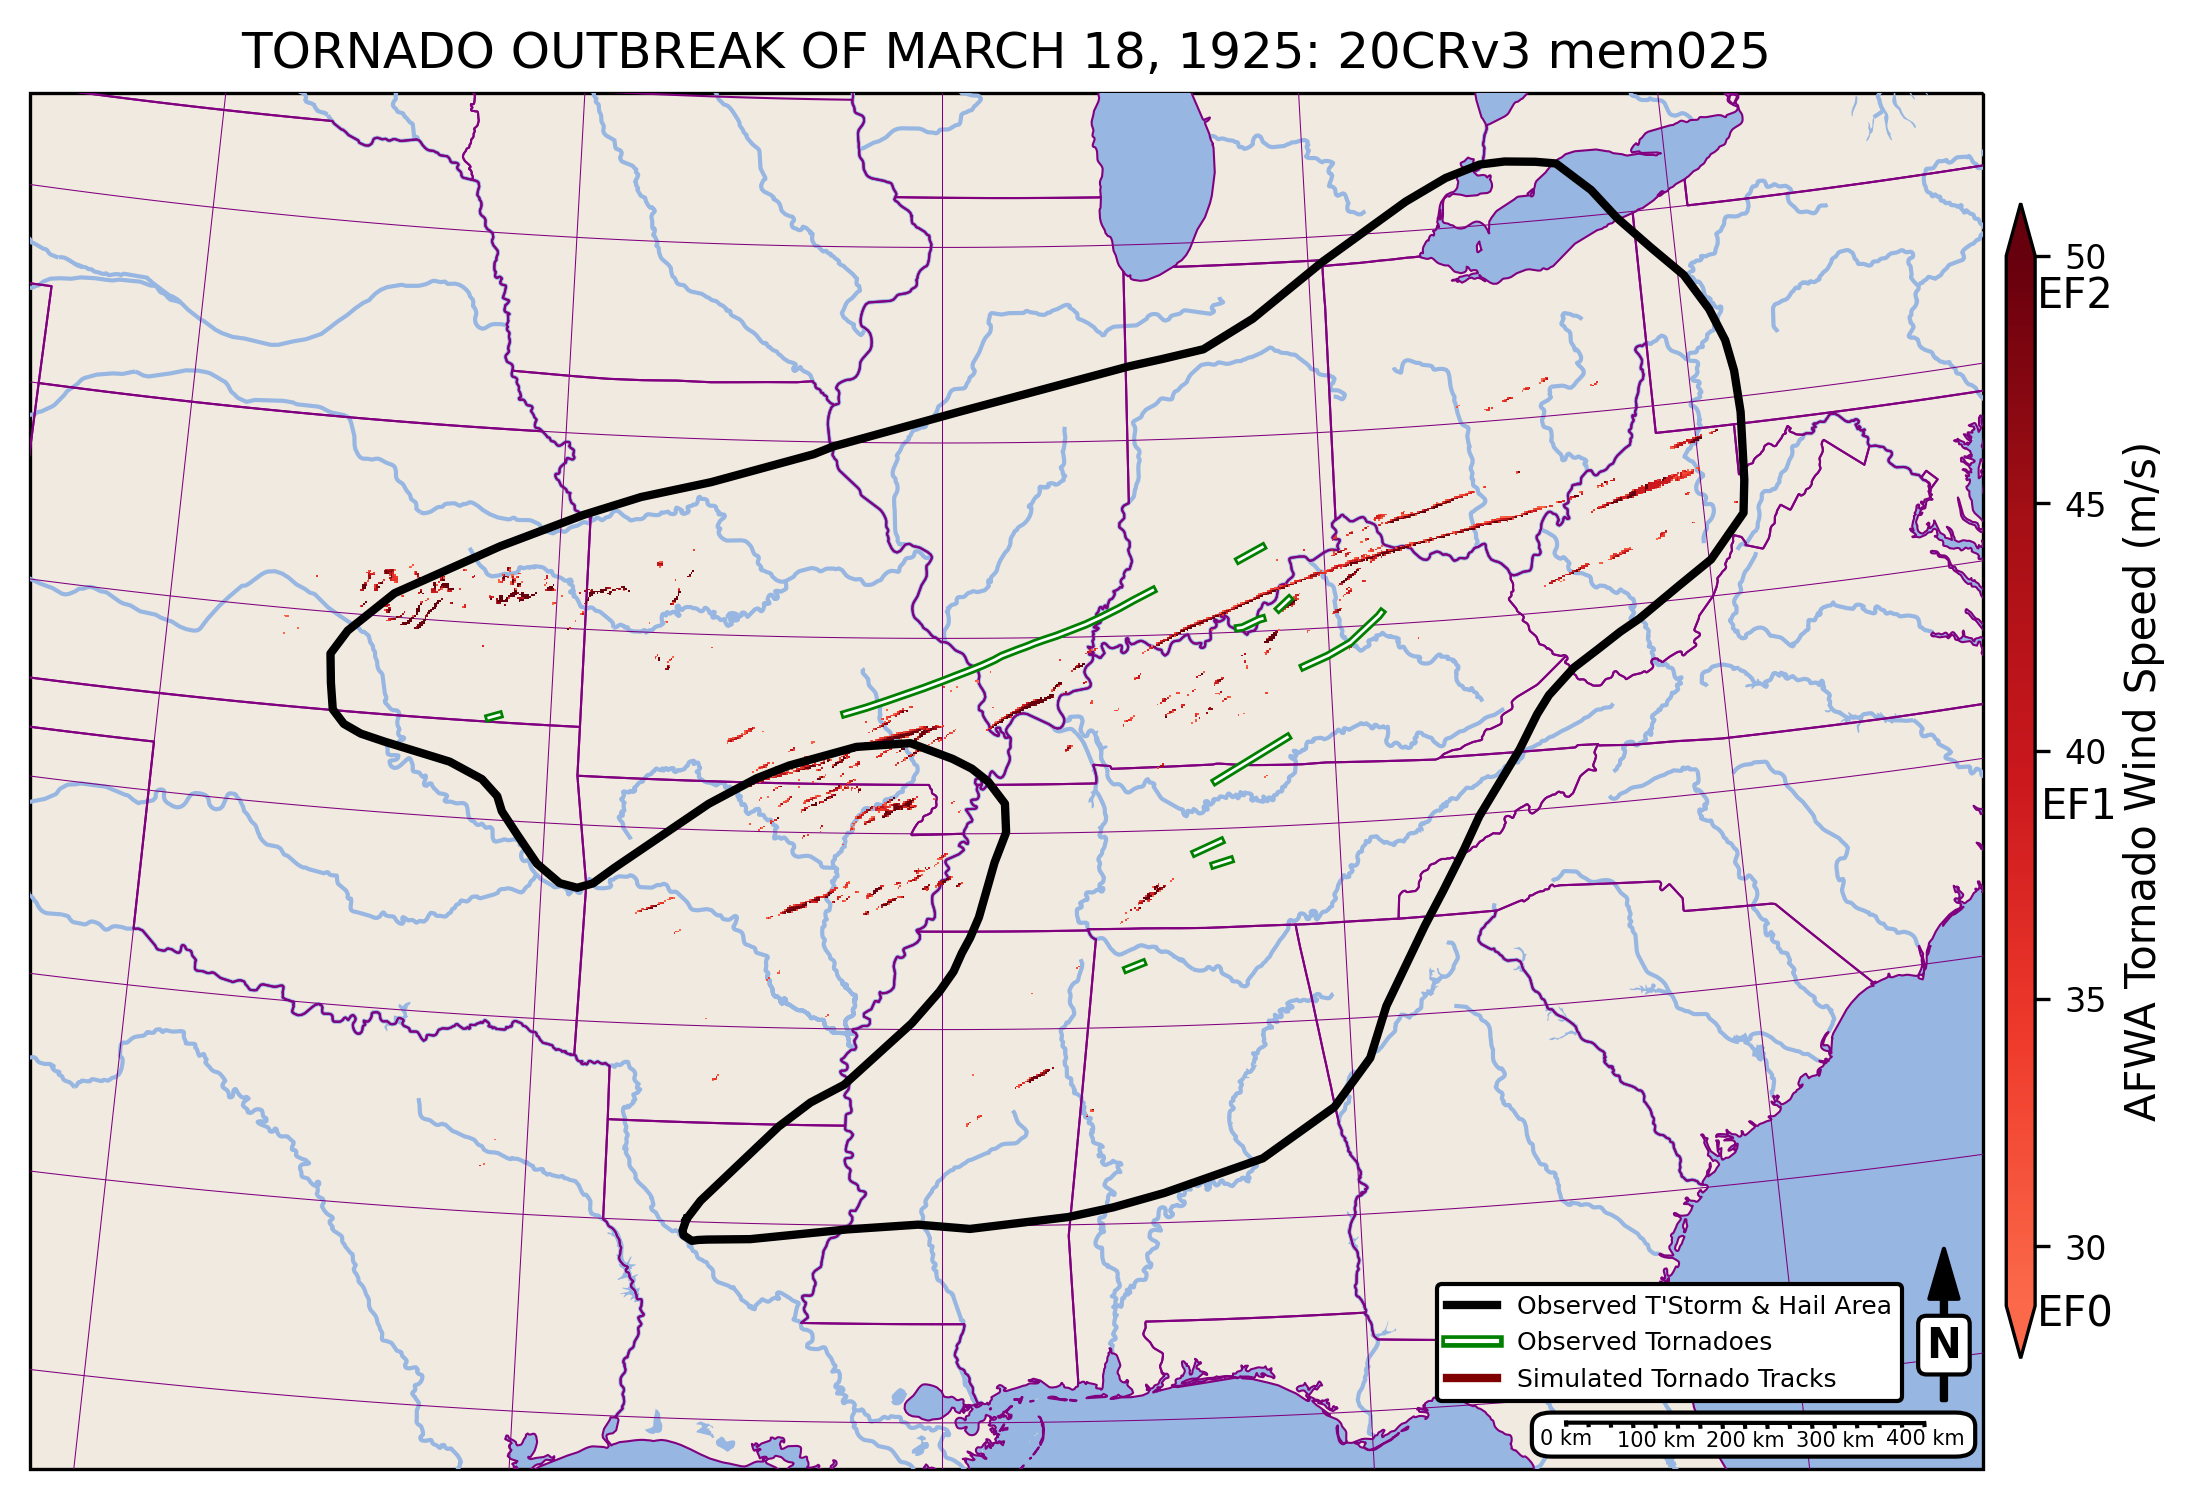 TORNADO OUTBREAK OF MARCH 18, 1925: 20CRv3 mem025
50
EF2
45
40
EF1
35
30
EF0
AFWA Tornado Wind Speed (m/s)
Observed T'Storm & Hail Area
Observed Tornadoes
Simulated Tornado Tracks
N
0 km 100 km 200 km 300 km 400 km